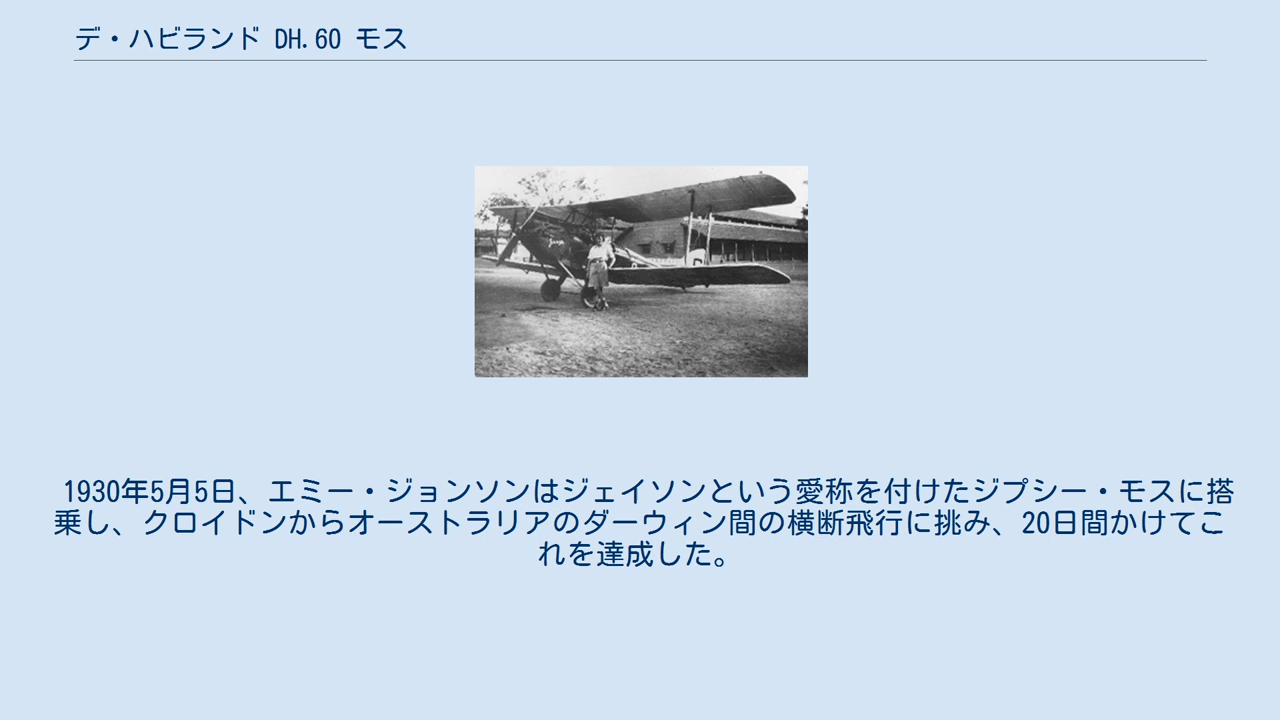 デ・ハビランド DH.60 モス
1930年5月5日、エミー・ジョンソンはジェイソンという愛称を付けたジプシー・モスに搭
乗し、クロイドンからオーストラリアのダーウィン間の横断飛行に挑み、20日間かけてこ
れを達成した。